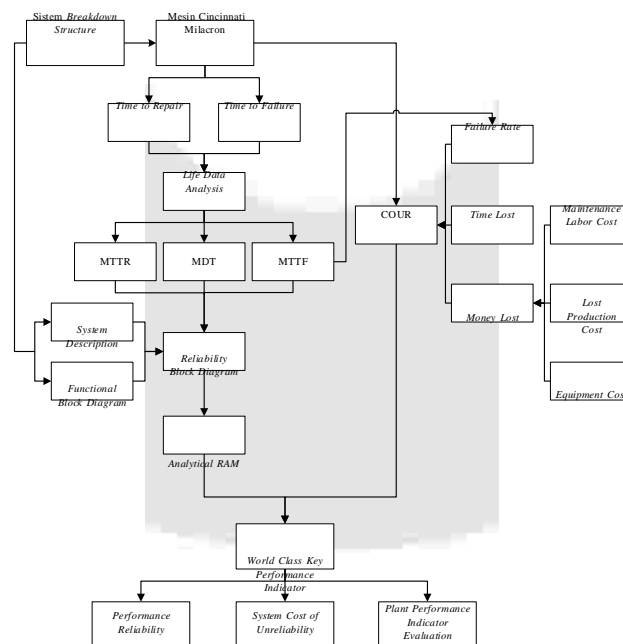 Sistem Breakdown
Structure
Mesin Cincinnati
Milacron
Time to Repair
Time to Failure
Failure Rate
Life Data
Analysis
COUR
Time Lost
Maintenance
Labor Cost
MTTR
MDT
MTTF
Money Lost
Lost
Production
Cost
System
Description
Reliability
Block Diagram
Functional
Block Diagram
Equipment Cost
Analytical RAM
World Class Key
Performance
Indicator
Performance
Reliability
System Cost of
Unreliability
Plant Performance
Indicator
Evaluation